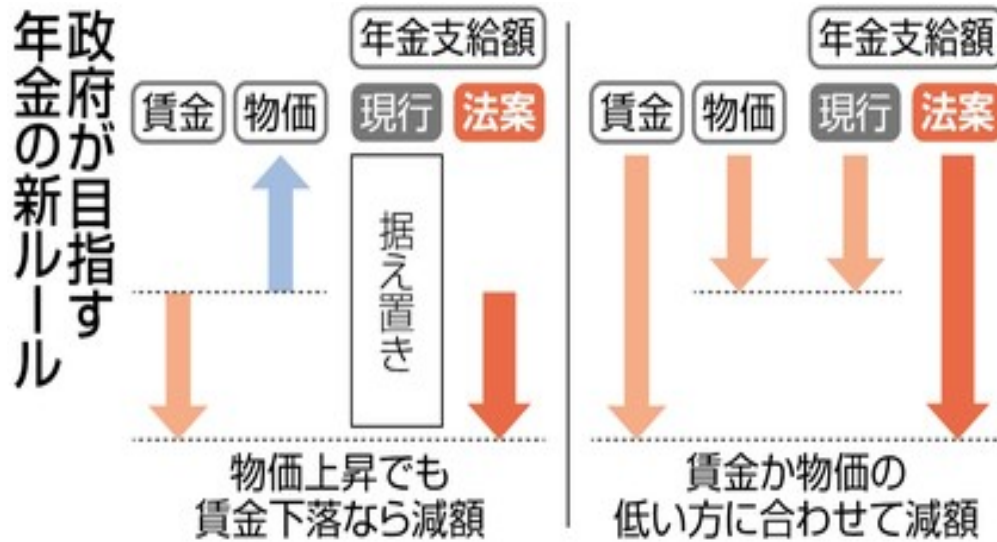 政府が目指す
年金の新ルール
年金支給額
賃金 物価 現行 法案
据え置き
物価上昇でも
賃金下落なら減額
年金支給額
賃金 物価 現行 法案
賃金か物価の
低い方に合わせて減額